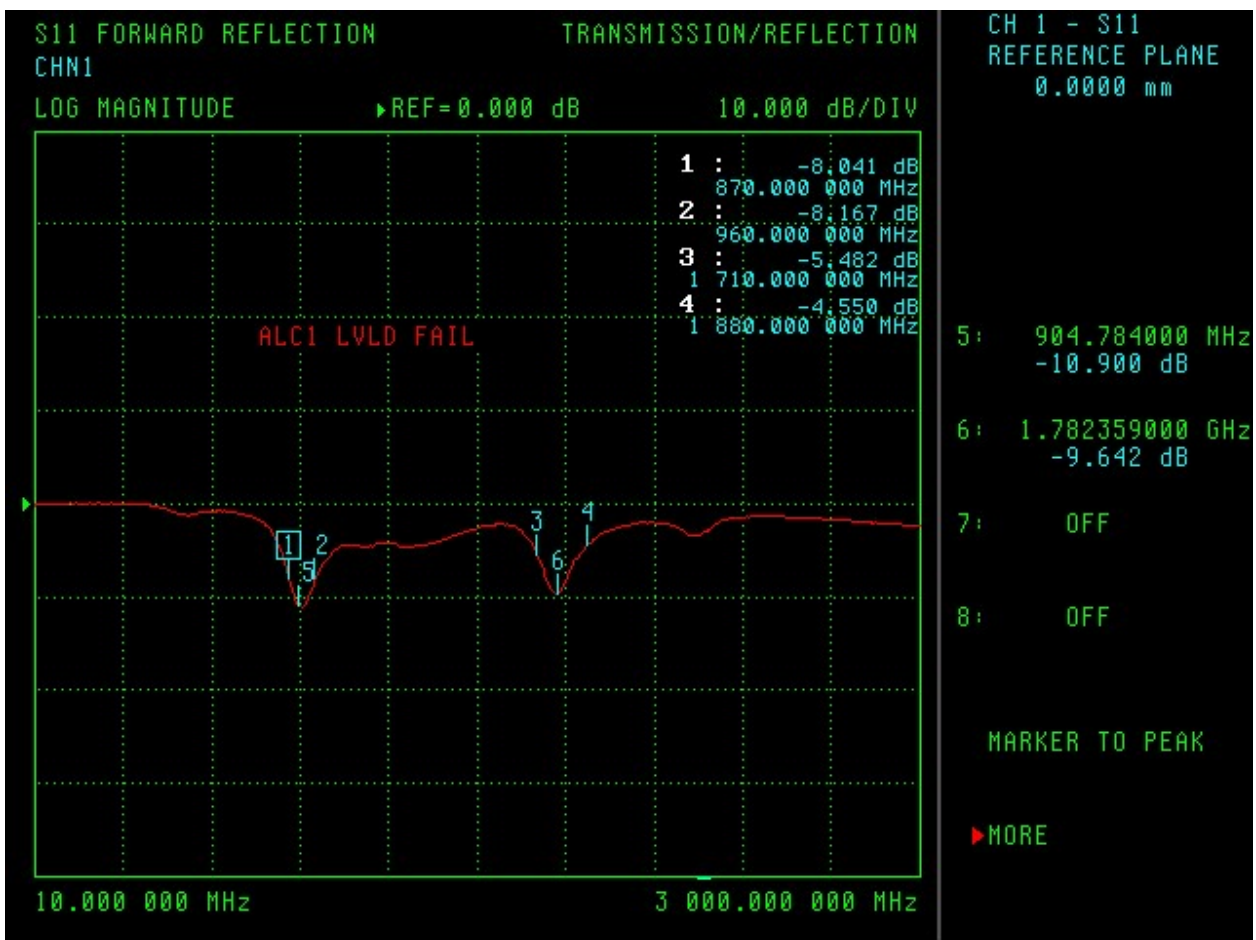 S11 FORWARD REFLECTION TRANSMISSION/REFLECTION
CHN1
LOG MAGNITUDE ▶REF=0.000 dB 10.000 dB/DIV
1 : -8.041 dB
870.000 000 MHz
2 : -8.167 dB
960.000 000 MHz
3 : -5.482 dB
1 710.000 000 MHz
4 : -4.550 dB
1 880.000 000 MHz
ALC1 LVLD FAIL
1
2
5
3
4
6
10.000 000 MHz 3 000.000 000 MHz
CH 1 - S11
REFERENCE PLANE
0.0000 mm
5: 904.784000 MHz
-10.900 dB
6: 1.782359000 GHz
-9.642 dB
7: OFF
8: OFF
MARKER TO PEAK
▶MORE